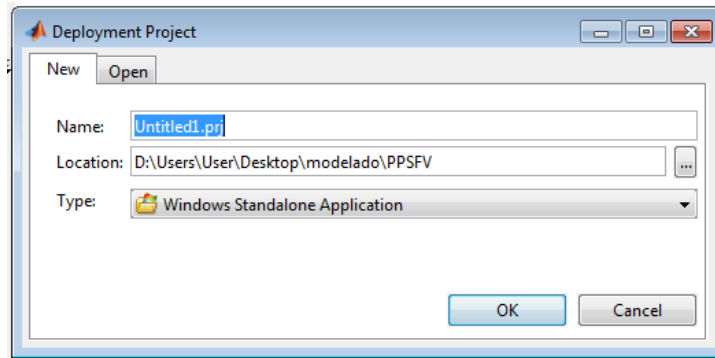 Deployment Project
New Open
Name: Untitled1.prj
Location: D:\Users\User\Desktop\modelado\PPSFV ...
Type: Windows Standalone Application
OK Cancel